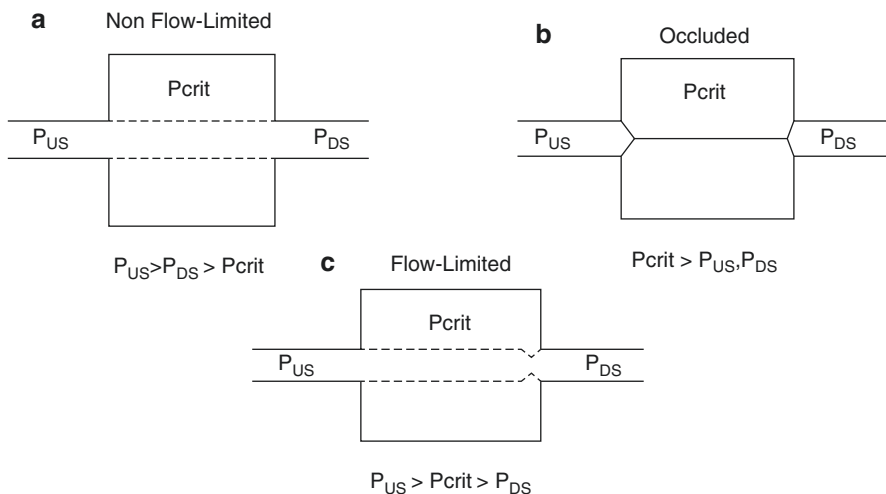 a
Non Flow-Limited
Pcrit
P_US
P_DS
P_US>P_DS > Pcrit
b
Occluded
Pcrit
P_US
P_DS
Pcrit > P_US,P_DS
c
Flow-Limited
Pcrit
P_US
P_DS
P_US > Pcrit > P_DS